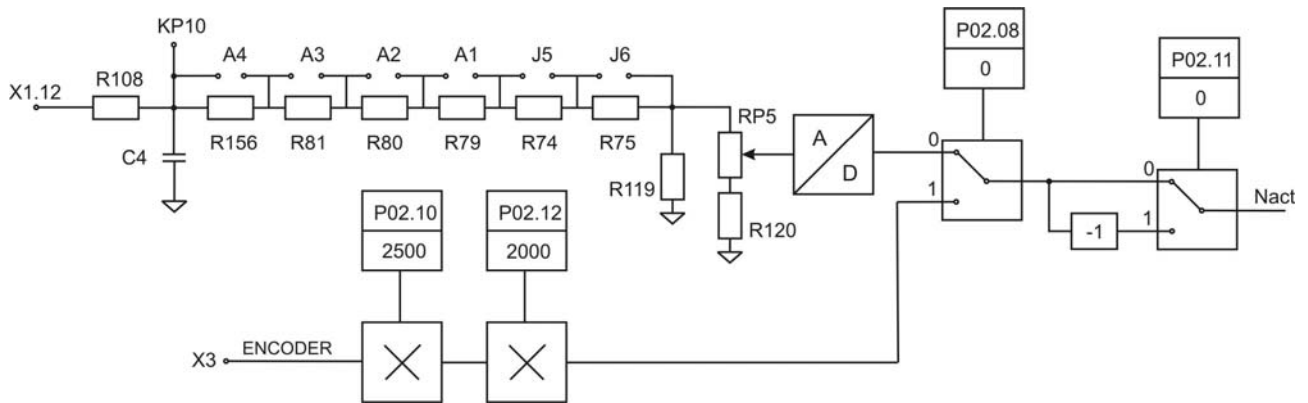 KP10
A4 A3 A2 A1 J5 J6
P02.08
0
P02.11
0
X1.12
R108
R156 R81 R80 R79 R74 R75
C4
R119
RP5
R120
A
D
0
1
0
1
-1
Nact
P02.10
2500
P02.12
2000
X3
ENCODER